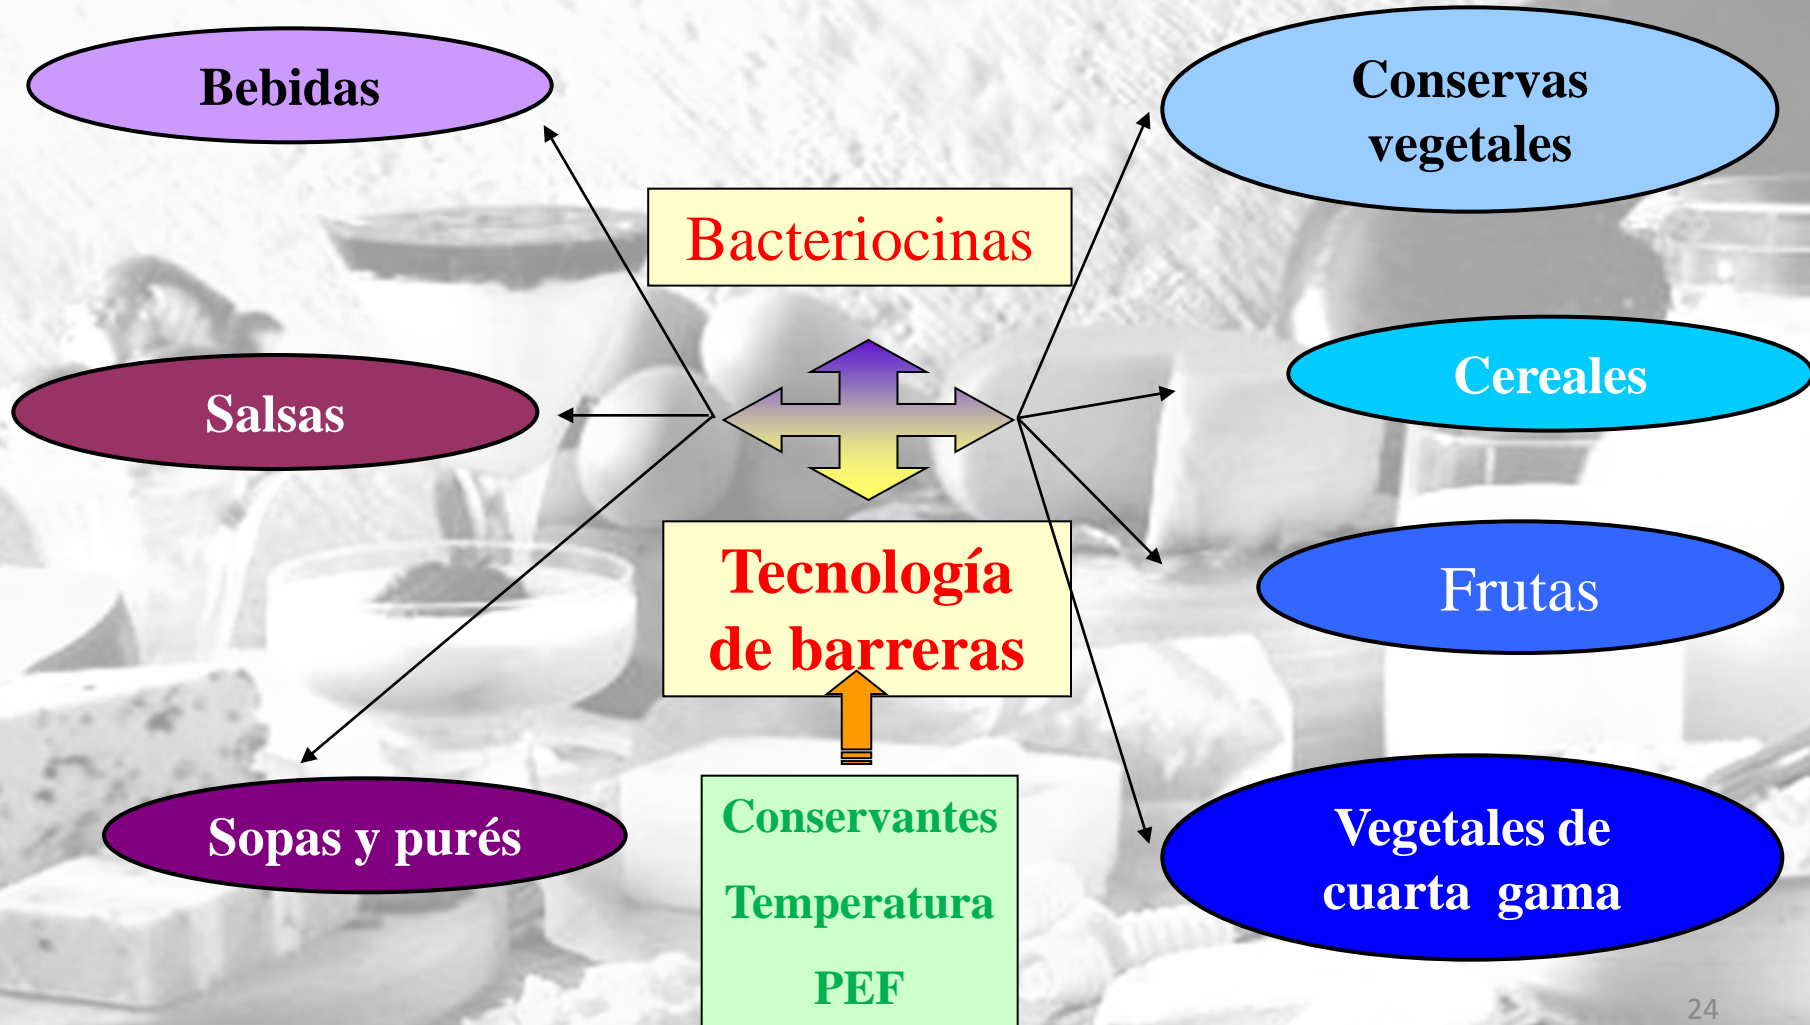 Bebidas
Conservas
vegetales
Bacteriocinas
Salsas
Cereales
Tecnología
de barreras
Frutas
Sopas y purés
Conservantes
Temperatura
PEF
Vegetales de
cuarta gama
24